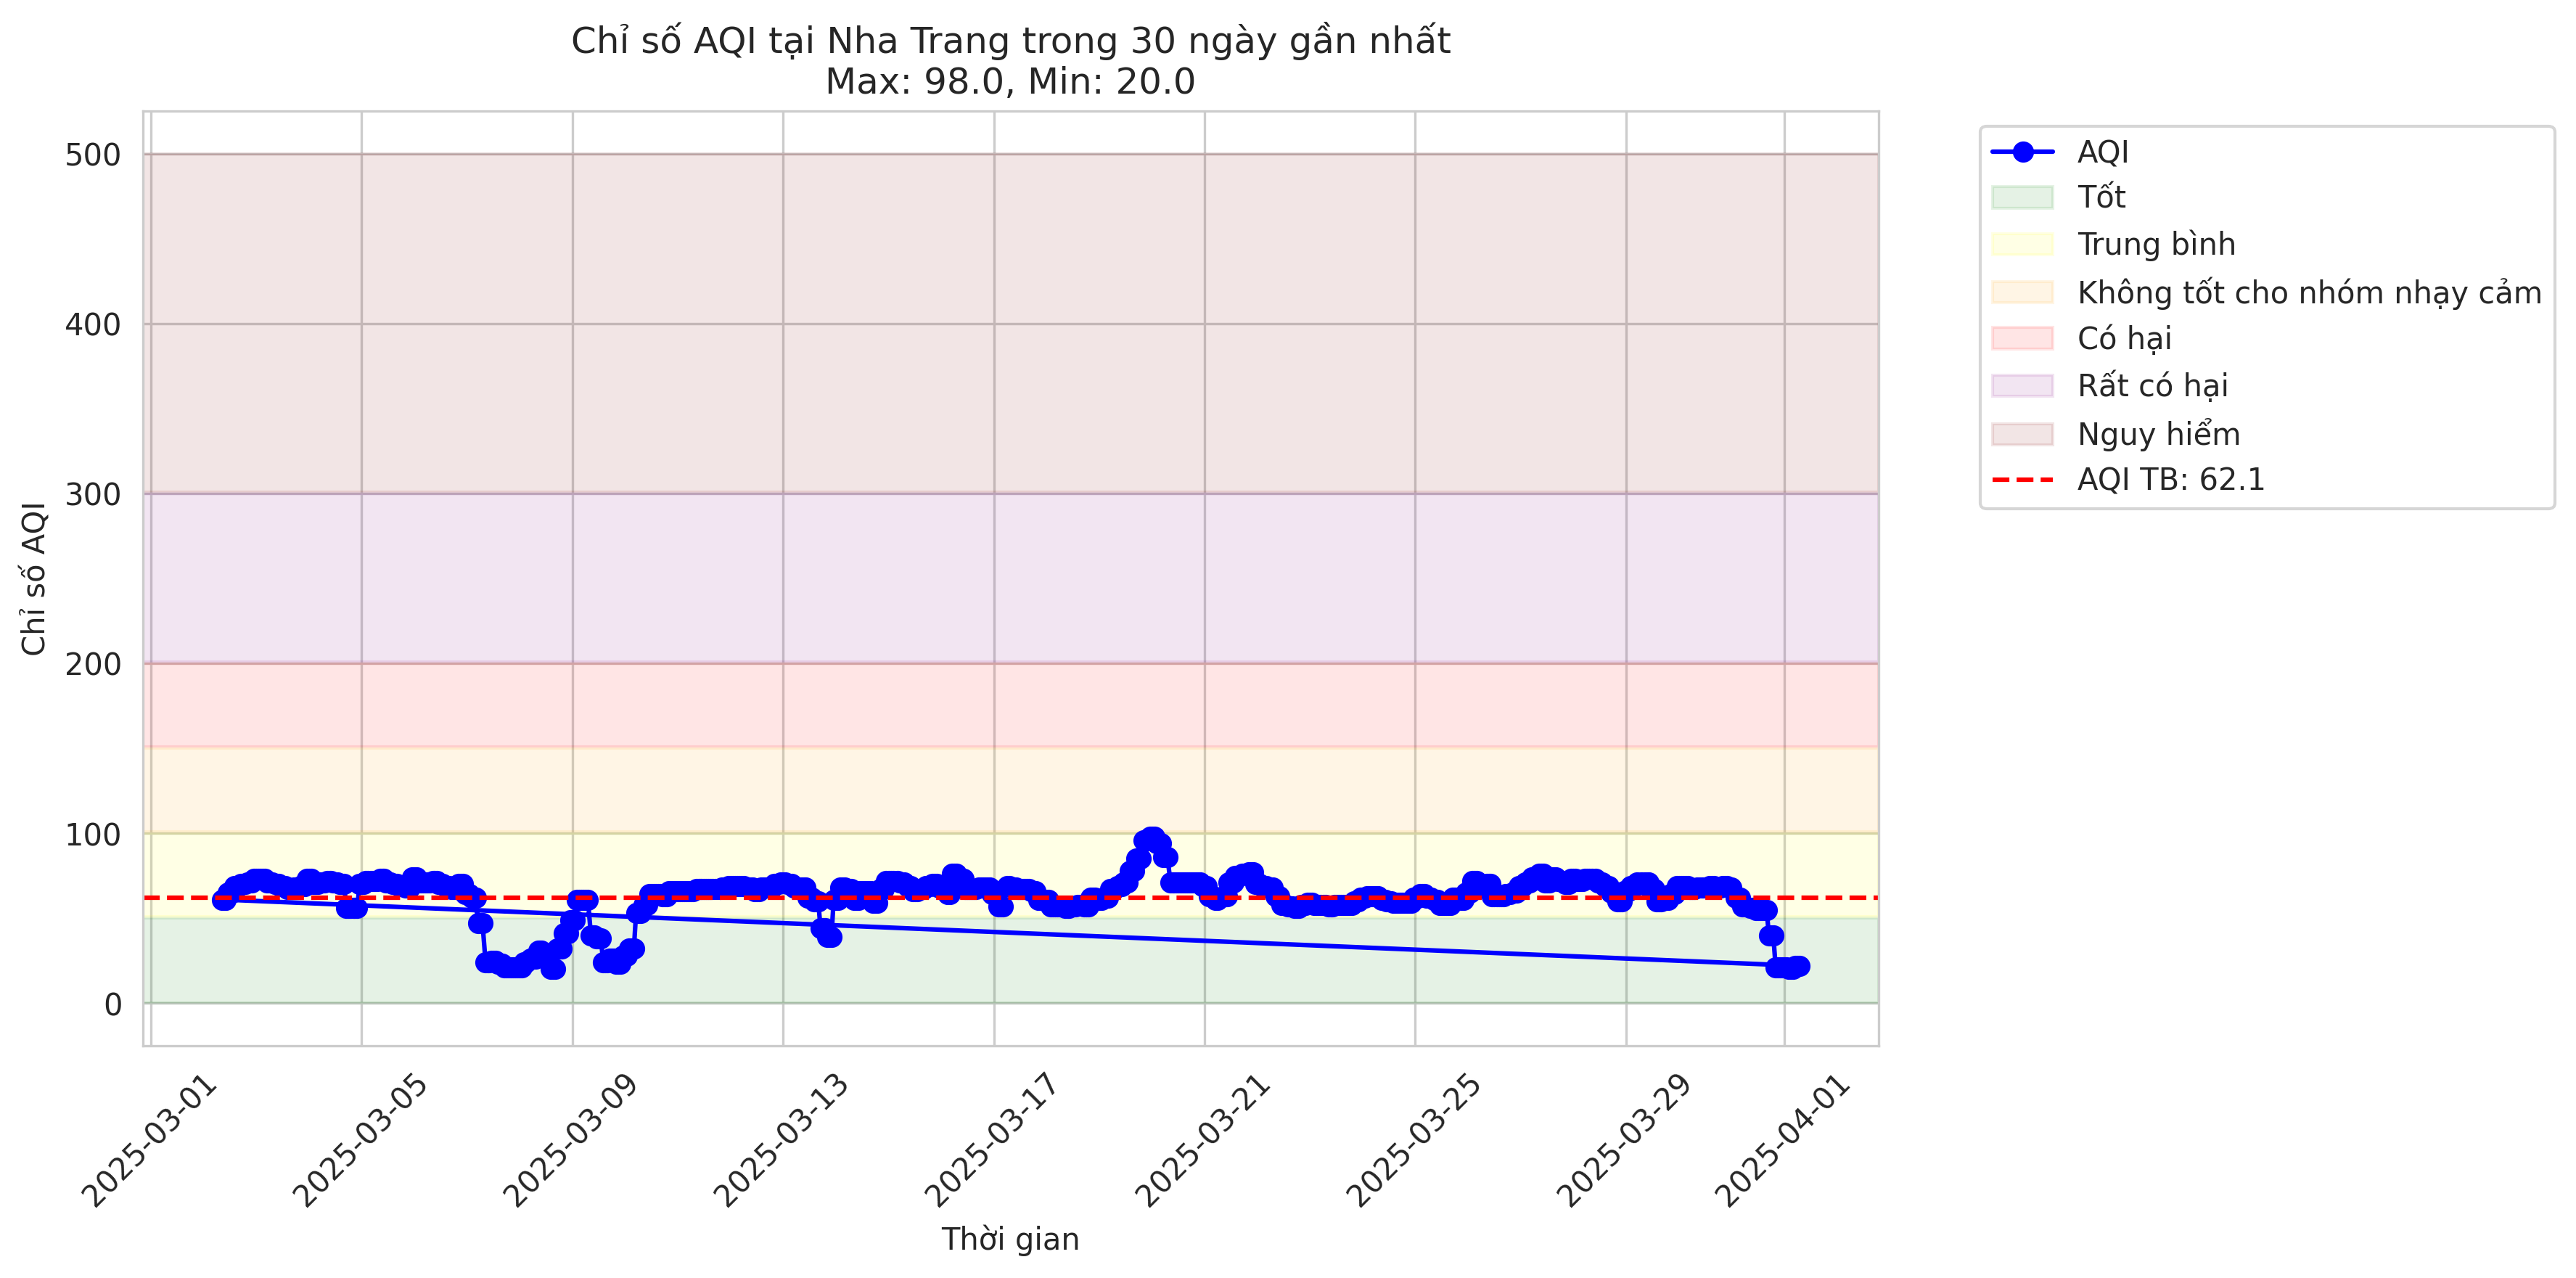 Chỉ số AQI tại Nha Trang trong 30 ngày gần nhất
Max: 98.0, Min: 20.0
Chỉ số AQI
500
400
300
200
100
0
2025-03-01
2025-03-05
2025-03-09
2025-03-13
2025-03-17
2025-03-21
2025-03-25
2025-03-29
2025-04-01
Thời gian
AQI
Tốt
Trung bình
Không tốt cho nhóm nhạy cảm
Có hại
Rất có hại
Nguy hiểm
AQI TB: 62.1